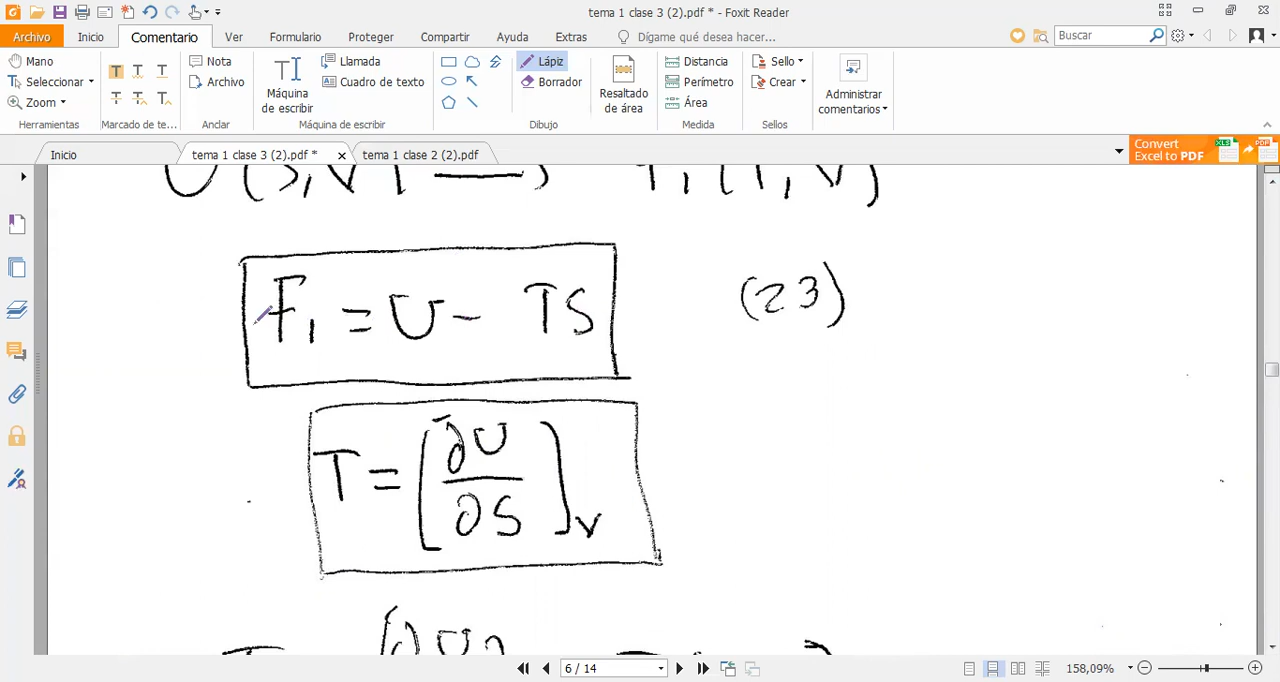 tema 1 clase 3 (2).pdf * - Foxit Reader
Archivo Inicio Comentario Ver Formulario Proteger Compartir Ayuda Extras Dígame qué desea hacer... Buscar
Mano
Seleccionar
Zoom
Herramientas
Marcado de te...
Nota
Archivo
Anclar
Máquina de escribir
Llamada
Cuadro de texto
Máquina de escribir
Lápiz
Borrador
Dibujo
Resaltado de área
Distancia
Perímetro
Área
Medida
Sello
Crear
Sellos
Administrar comentarios
Inicio tema 1 clase 3 (2).pdf * tema 1 clase 2 (2).pdf
Convert Excel to PDF
F₁ = U - TS (23)
T = [∂U/∂S]V
6 / 14
158,09%